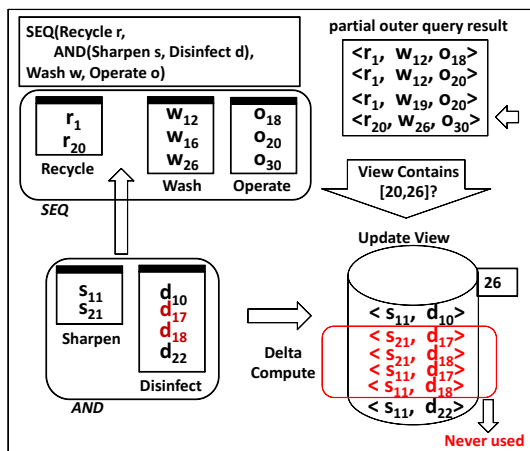 SEQ(Recycle r,
AND(Sharpen s, Disinfect d),
Wash w, Operate o)
partial outer query result
<r1, w12, o18>
<r1, w12, o20>
<r1, w19, o20>
<r20, w26, o30>
r1
r20
Recycle
w12
w16
w26
Wash
o18
o20
o30
Operate
SEQ
View Contains
[20,26]?
Update View
26
s11
s21
Sharpen
d10
d17
d18
d22
Disinfect
AND
Delta
Compute
< s11, d10>
< s21, d17>
< s21, d18>
< s11, d17>
< s11, d18>
< s11, d22>
Never used